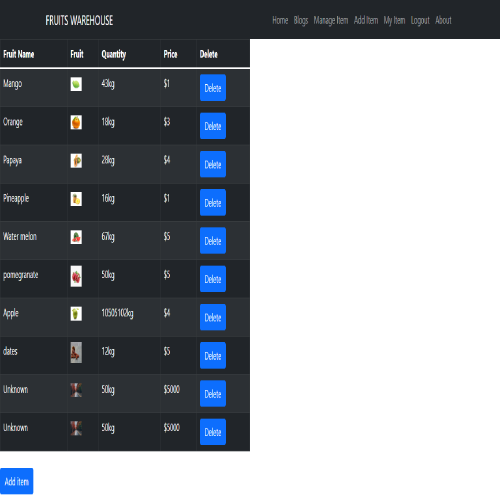 FRUITS WAREHOUSE Home Blogs Manage Item Add Item My Item Logout About
Fruit Name Fruit Quantity Price Delete
Mango 43kg $1 Delete
Orange 18kg $3 Delete
Papaya 28kg $4 Delete
Pineapple 16kg $1 Delete
Water melon 67kg $5 Delete
pomegranate 50kg $5 Delete
Apple 10505102kg $4 Delete
dates 12kg $5 Delete
Unknown 50kg $5000 Delete
Unknown 50kg $5000 Delete
Add item